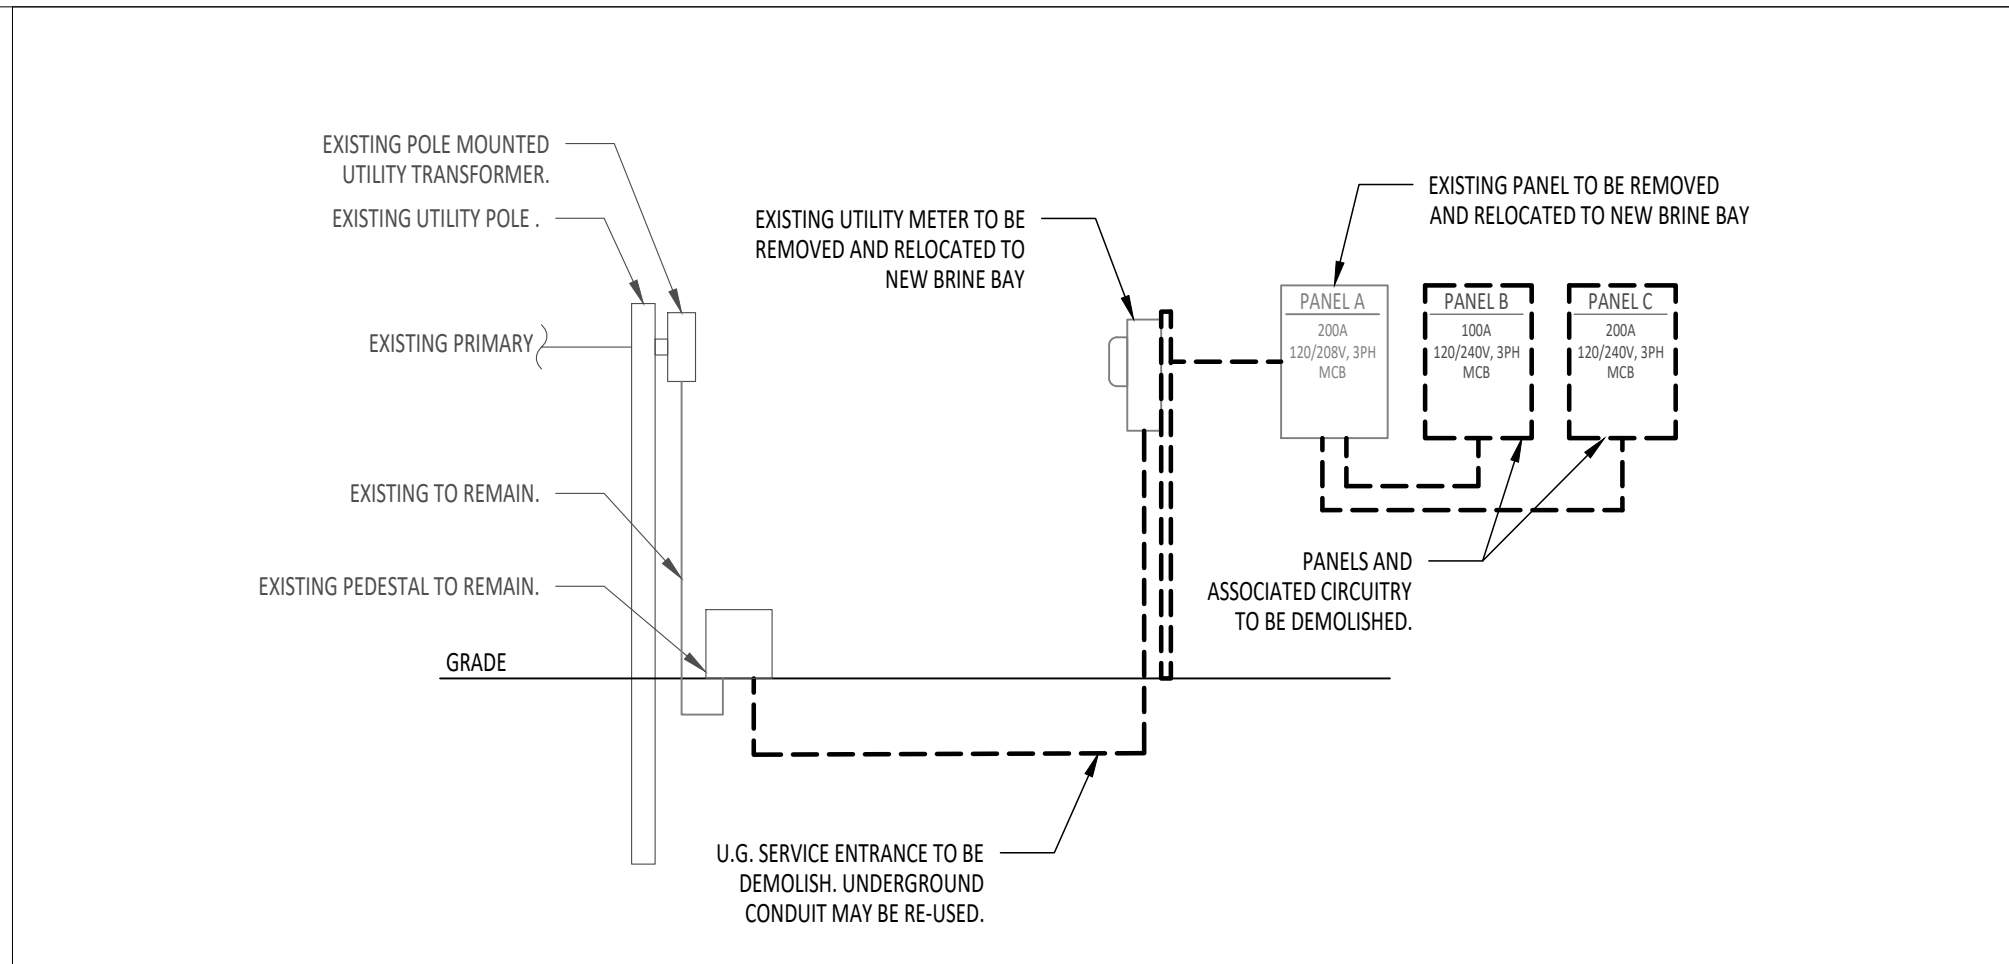 EXISTING POLE MOUNTED
UTILITY TRANSFORMER.
EXISTING UTILITY POLE .
EXISTING PRIMARY
EXISTING TO REMAIN.
EXISTING PEDESTAL TO REMAIN.
GRADE
EXISTING UTILITY METER TO BE
REMOVED AND RELOCATED TO
NEW BRINE BAY
EXISTING PANEL TO BE REMOVED
AND RELOCATED TO NEW BRINE BAY
PANEL A
200A
120/208V, 3PH
MCB
PANEL B
100A
120/240V, 3PH
MCB
PANEL C
200A
120/240V, 3PH
MCB
PANELS AND
ASSOCIATED CIRCUITRY
TO BE DEMOLISHED.
U.G. SERVICE ENTRANCE TO BE
DEMOLISH. UNDERGROUND
CONDUIT MAY BE RE-USED.